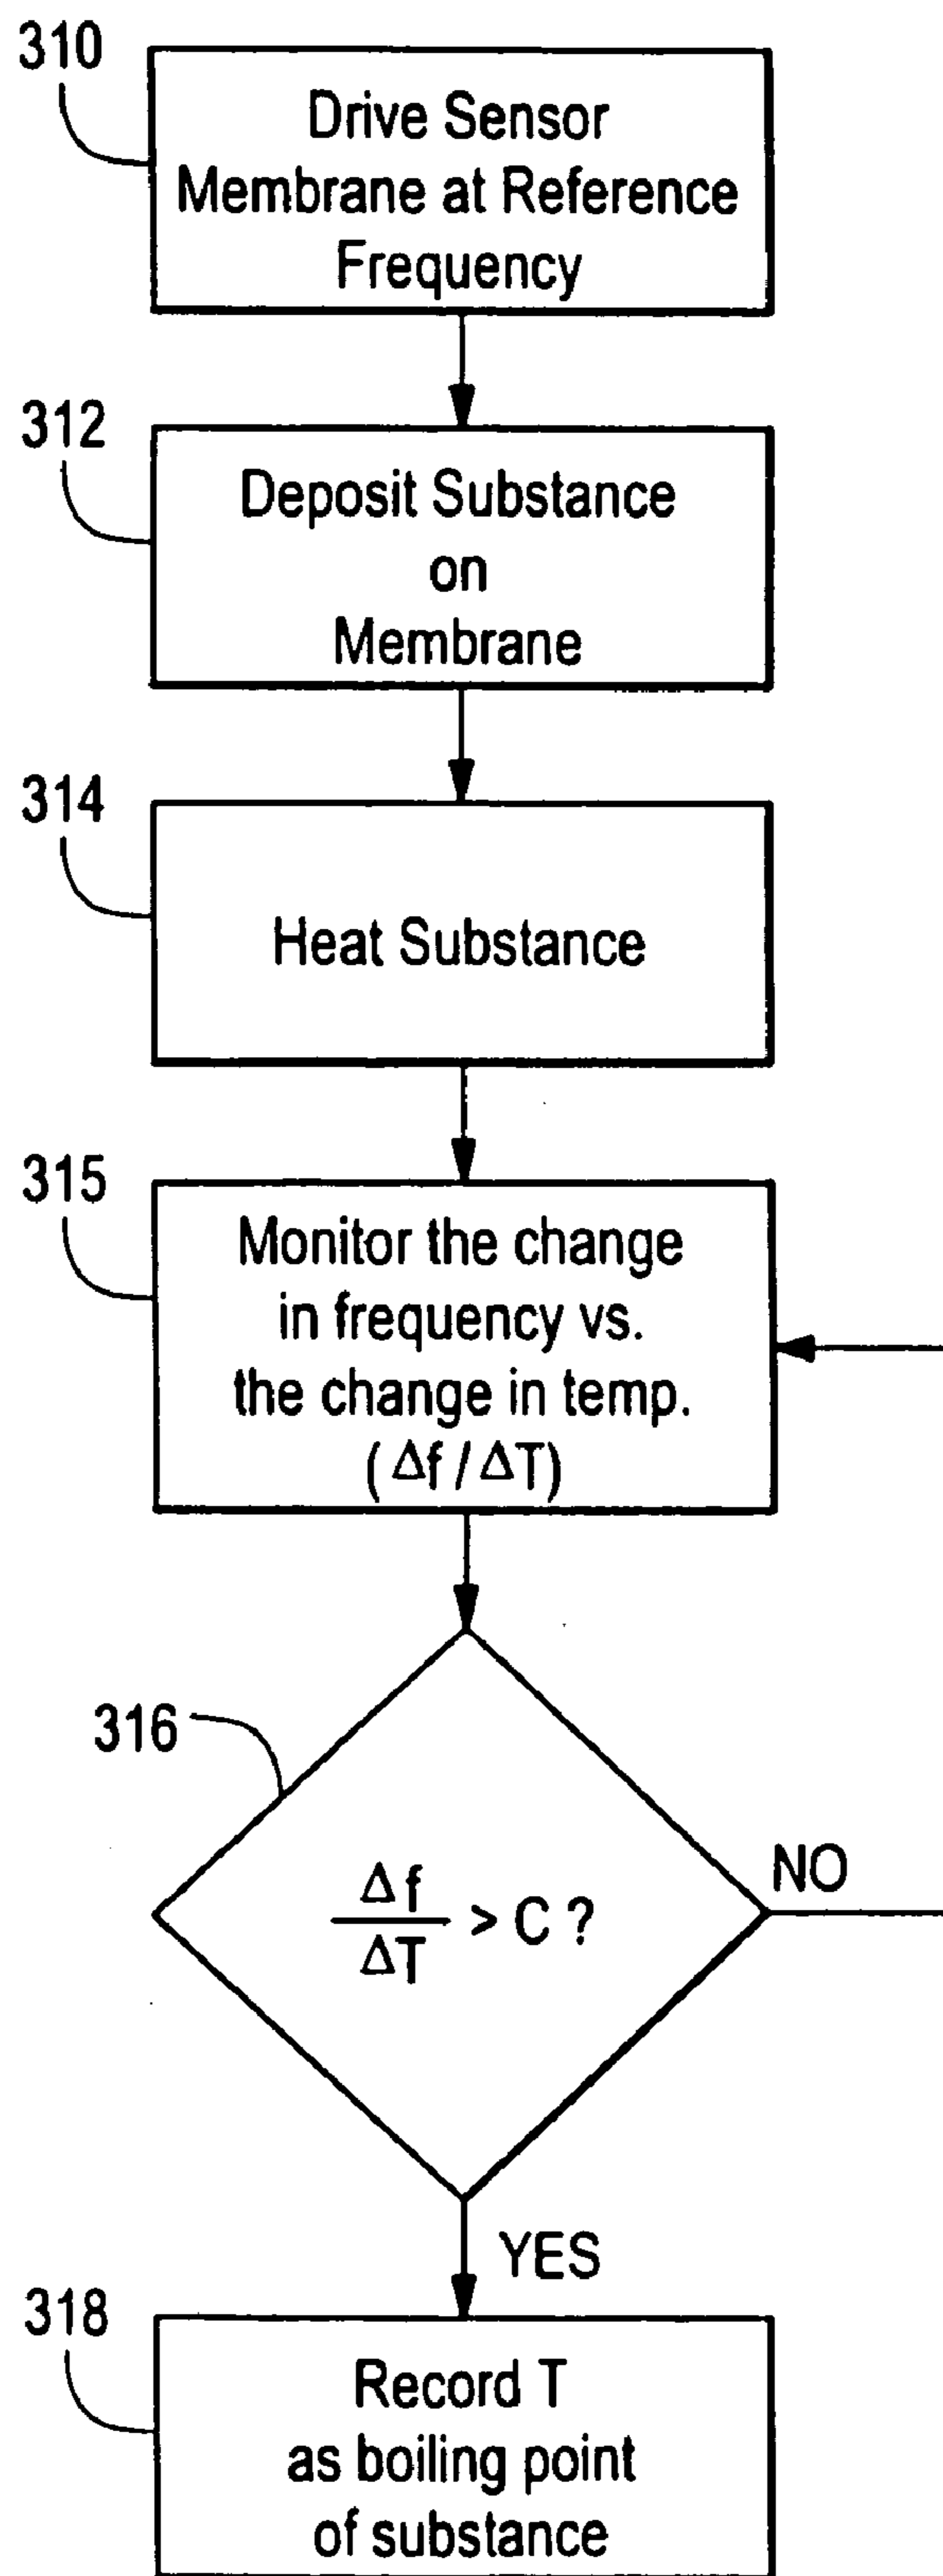 310
Drive Sensor
Membrane at Reference
Frequency
312
Deposit Substance
on
Membrane
314
Heat Substance
315
Monitor the change
in frequency vs.
the change in temp.
(Δf / ΔT)
316
Δf
ΔT
> C ?
NO
YES
318
Record T
as boiling point
of substance